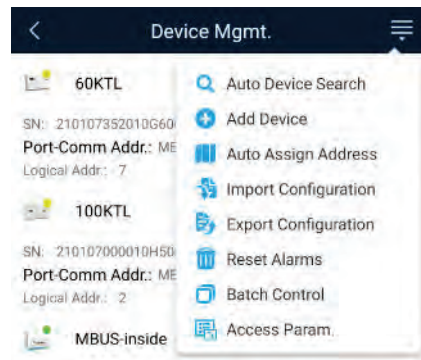 Device Mgmt.
60KTL
SN: 210107352010G60
Port-Comm Addr.: ME
Logical Addr.: 7
100KTL
SN: 210107000010H50
Port-Comm Addr.: ME
Logical Addr.: 2
MBUS-inside
Auto Device Search
Add Device
Auto Assign Address
Import Configuration
Export Configuration
Reset Alarms
Batch Control
Access Param.